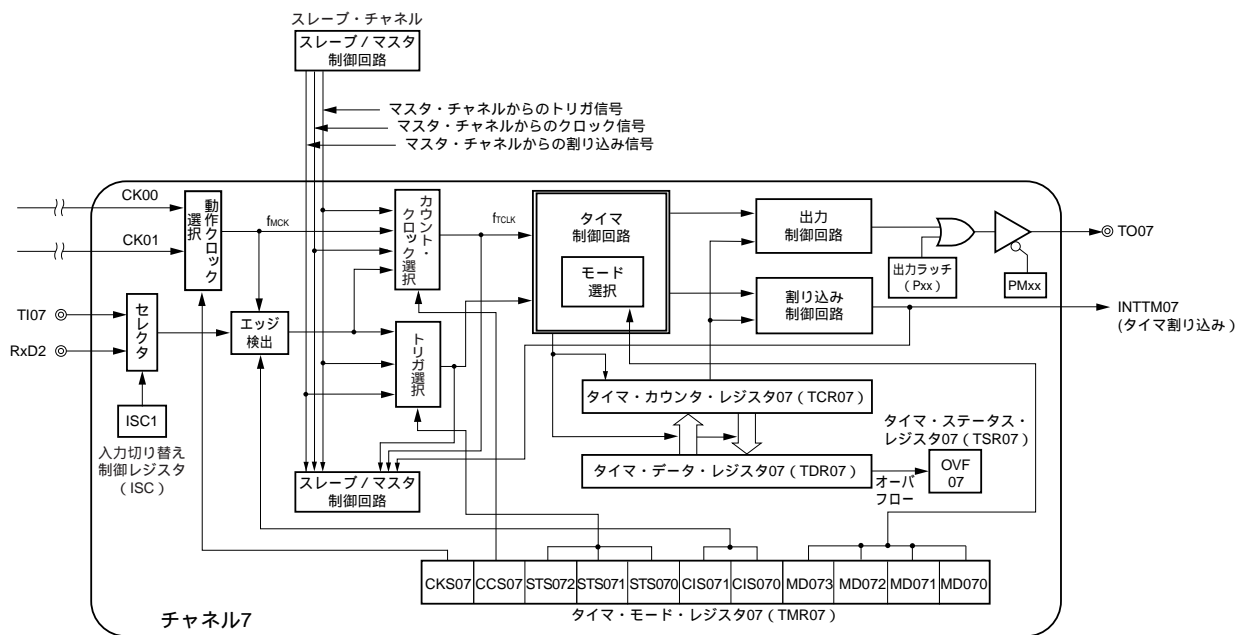 スレーブ・チャネル
スレーブ / マスタ
制御回路
マスタ・チャネルからのトリガ信号
マスタ・チャネルからのクロック信号
マスタ・チャネルからの割り込み信号
CK00
CK01
動作クロック
選択
fMCK
カウント・
クロック選択
fTCLK
タイマ
制御回路
モード
選択
出力
制御回路
出力ラッチ
（Pxx）
PMxx
TO07
割り込み
制御回路
INTTM07
(タイマ割り込み)
TI07
RxD2
セレクタ
エッジ
検出
トリガ選択
ISC1
入力切り替え
制御レジスタ
（ISC）
スレーブ / マスタ
制御回路
タイマ・カウンタ・レジスタ07（TCR07）
タイマ・データ・レジスタ07（TDR07）
オーバ
フロー
タイマ・ステータス・
レジスタ07（TSR07）
OVF
07
CKS07 CCS07 STS072 STS071 STS070 CIS071 CIS070 MD073 MD072 MD071 MD070
タイマ・モード・レジスタ07（TMR07）
チャネル7